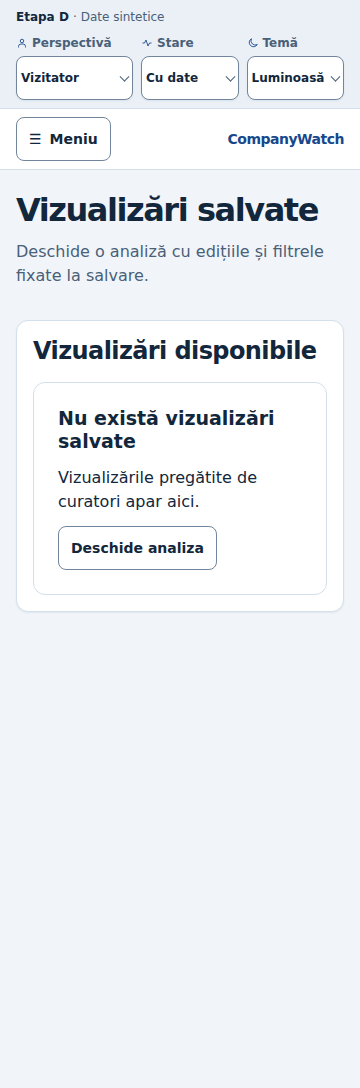 Etapa D · Date sintetice
Perspectivă Stare Temă
Vizitator Cu date Luminoasă
☰ Meniu CompanyWatch
Vizualizări salvate
Deschide o analiză cu edițiile și filtrele
fixate la salvare.
Vizualizări disponibile
Nu există vizualizări
salvate
Vizualizările pregătite de
curatori apar aici.
Deschide analiza